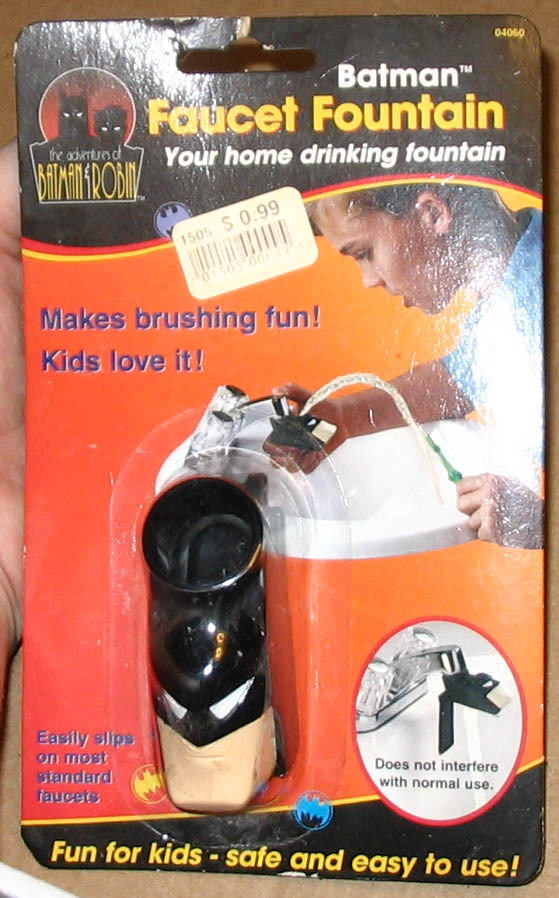 04060
Batman™
Faucet Fountain
Your home drinking fountain
the adventures of
BATMAN & ROBIN™
1505 $ 0.99
Makes brushing fun!
Kids love it!
Easily slips
on most
standard
faucets
Does not interfere
with normal use.
Fun for kids - safe and easy to use!